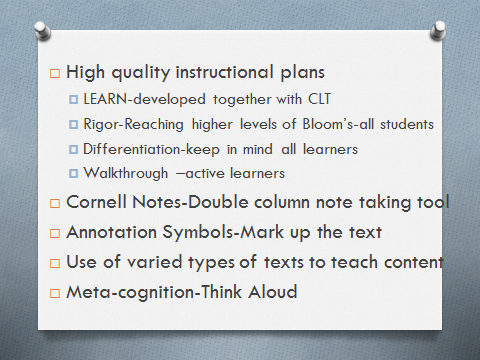 High quality instructional plans
LEARN-developed together with CLT
Rigor-Reaching higher levels of Bloom's-all students
Differentiation-keep in mind all learners
Walkthrough –active learners
Cornell Notes-Double column note taking tool
Annotation Symbols-Mark up the text
Use of varied types of texts to teach content
Meta-cognition-Think Aloud